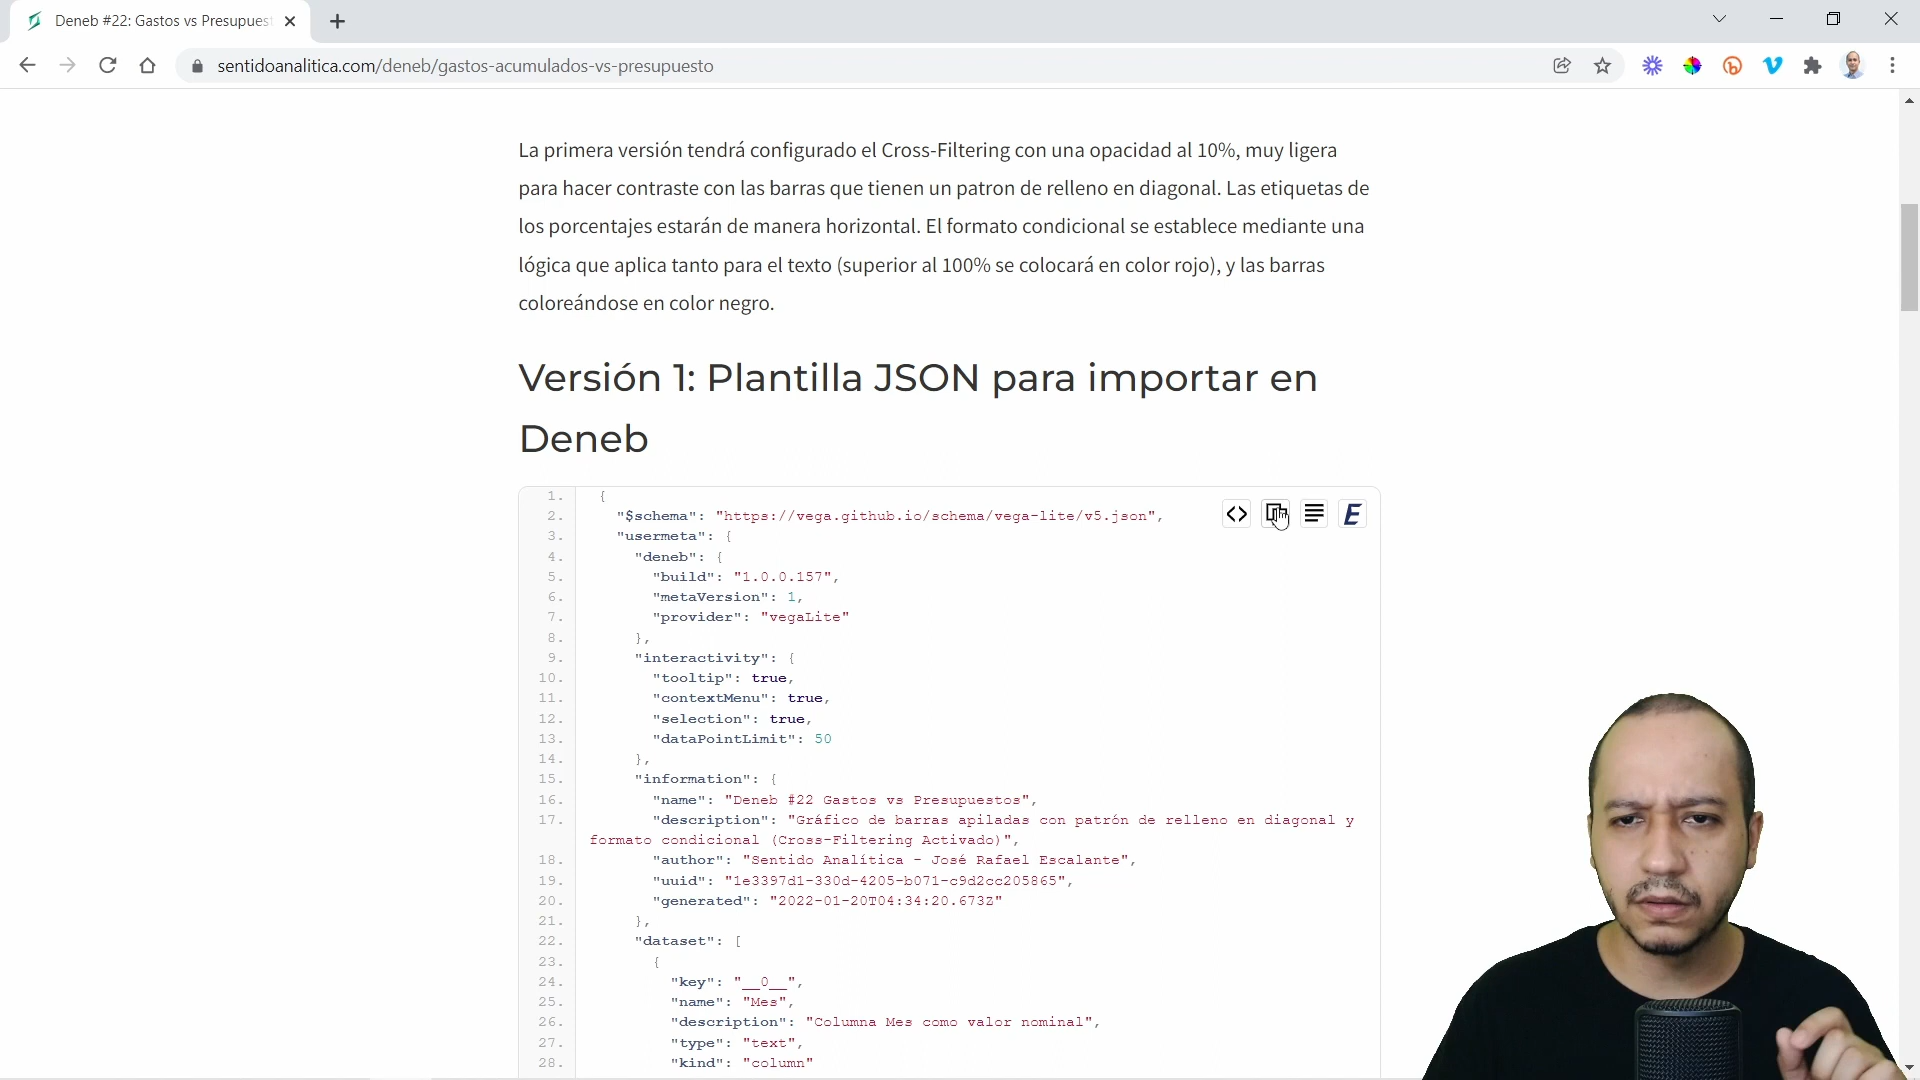 Deneb #22: Gastos vs Presupues
sentidoanalitica.com/deneb/gastos-acumulados-vs-presupuesto
La primera versión tendrá configurado el Cross-Filtering con una opacidad al 10%, muy ligera
para hacer contraste con las barras que tienen un patron de relleno en diagonal. Las etiquetas de
los porcentajes estarán de manera horizontal. El formato condicional se establece mediante una
lógica que aplica tanto para el texto (superior al 100% se colocará en color rojo), y las barras
coloreándose en color negro.
Versión 1: Plantilla JSON para importar en
Deneb
1. {
2. "$schema": "https://vega.github.io/schema/vega-lite/v5.json",
3. "usermeta": {
4. "deneb": {
5. "build": "1.0.0.157",
6. "metaVersion": 1,
7. "provider": "vegaLite"
8. },
9. "interactivity": {
10. "tooltip": true,
11. "contextMenu": true,
12. "selection": true,
13. "dataPointLimit": 50
14. },
15. "information": {
16. "name": "Deneb #22 Gastos vs Presupuestos",
17. "description": "Gráfico de barras apiladas con patrón de relleno en diagonal y
formato condicional (Cross-Filtering Activado)",
18. "author": "Sentido Analítica - José Rafael Escalante",
19. "uuid": "1e3397d1-330d-4205-b071-c9d2cc205865",
20. "generated": "2022-01-20T04:34:20.673Z"
21. },
22. "dataset": [
23. {
24. "key": "__0__",
25. "name": "Mes",
26. "description": "Columna Mes como valor nominal",
27. "type": "text",
28. "kind": "column"